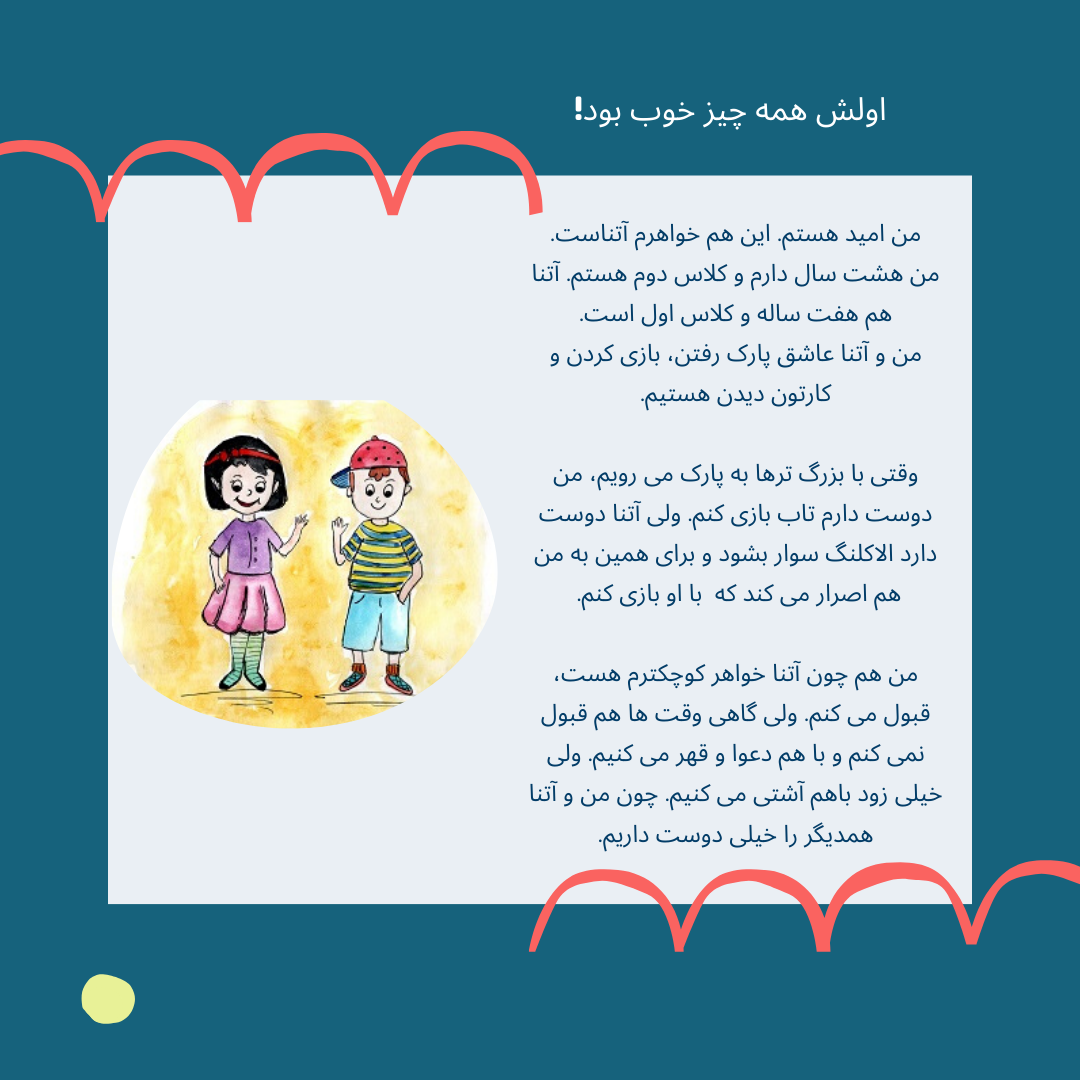 اولش همه چیز خوب بود!
من امید هستم. این هم خواهرم آتناست.
من هشت سال دارم و کلاس دوم هستم. آتنا
هم هفت ساله و کلاس اول است.
من و آتنا عاشق پارک رفتن، بازی کردن و
کارتون دیدن هستیم.
وقتی با بزرگ ترها به پارک می رویم، من
دوست دارم تاب بازی کنم. ولی آتنا دوست
دارد الاکلنگ سوار بشود و برای همین به من
هم اصرار می کند که با او بازی کنم.
من هم چون آتنا خواهر کوچکترم هست،
قبول می کنم. ولی گاهی وقت ها هم قبول
نمی کنم و با هم دعوا و قهر می کنیم. ولی
خیلی زود باهم آشتی می کنیم. چون من و آتنا
همدیگر را خیلی دوست داریم.